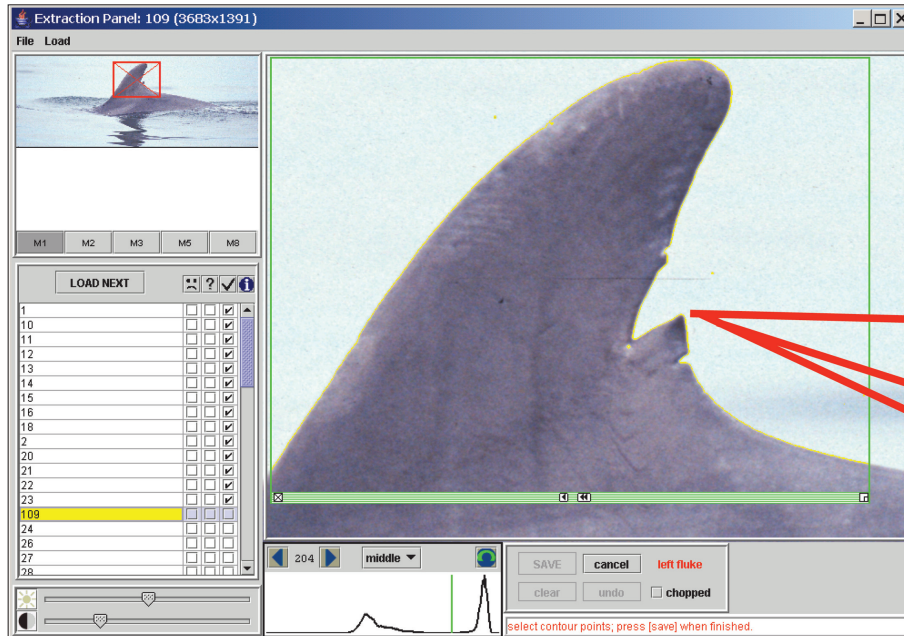 Extraction Panel: 109 (3683x1391)
File Load
M1 M2 M3 M5 M8
LOAD NEXT ?
1
10
11
12
13
14
15
16
18
2
20
21
22
23
109
24
26
27
28
204 middle
SAVE cancel left fluke
clear undo chopped
select contour points; press [save] when finished.